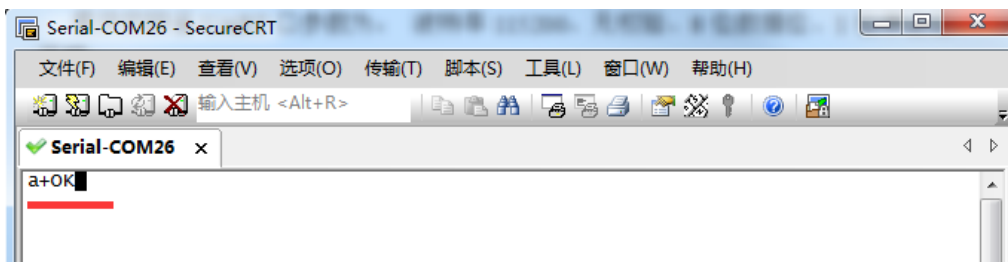 Serial-COM26 - SecureCRT
文件(F) 编辑(E) 查看(V) 选项(O) 传输(T) 脚本(S) 工具(L) 窗口(W) 帮助(H)
输入主机 <Alt+R>
Serial-COM26
a+OK